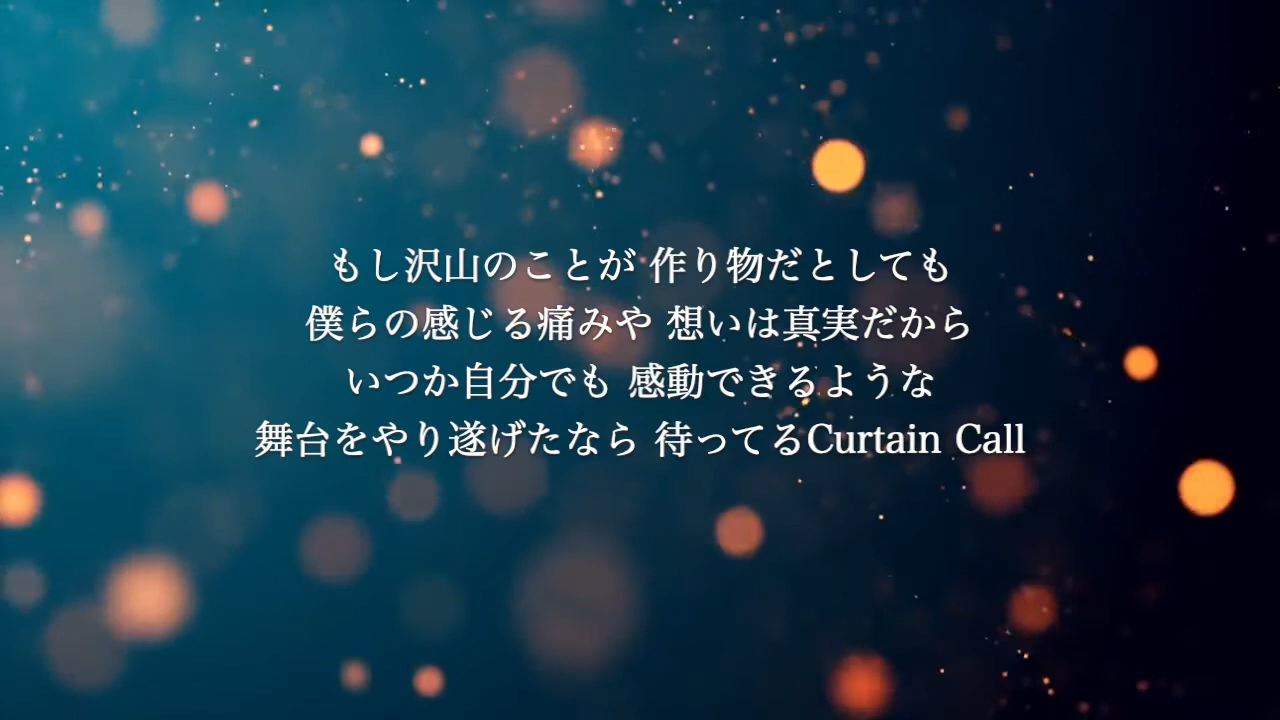 もし沢山のことが 作り物だとしても
僕らの感じる痛みや 想いは真実だから
いつか自分でも 感動できるような
舞台をやり遂げたなら 待ってるCurtain Call